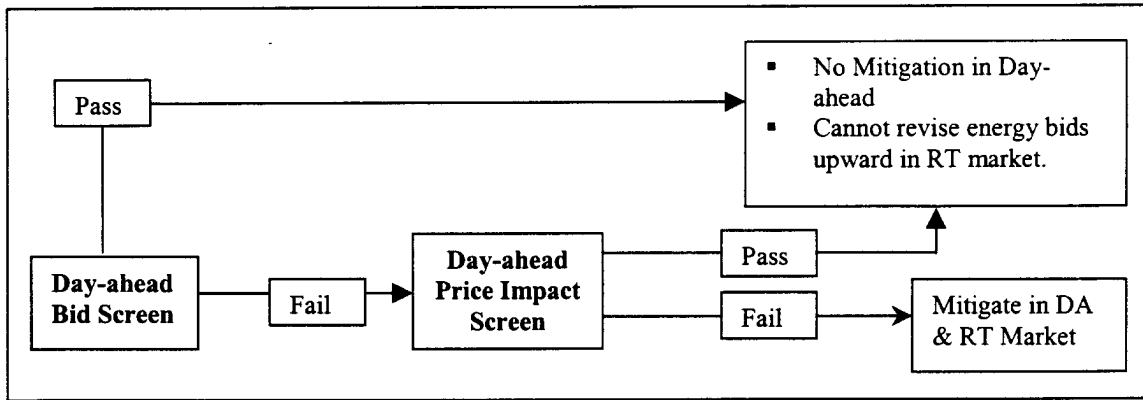 Pass
▪ No Mitigation in Day-
ahead
▪ Cannot revise energy bids
upward in RT market.
Day-ahead
Bid Screen
Fail
Day-ahead
Price Impact
Screen
Pass
Fail
Mitigate in DA
& RT Market